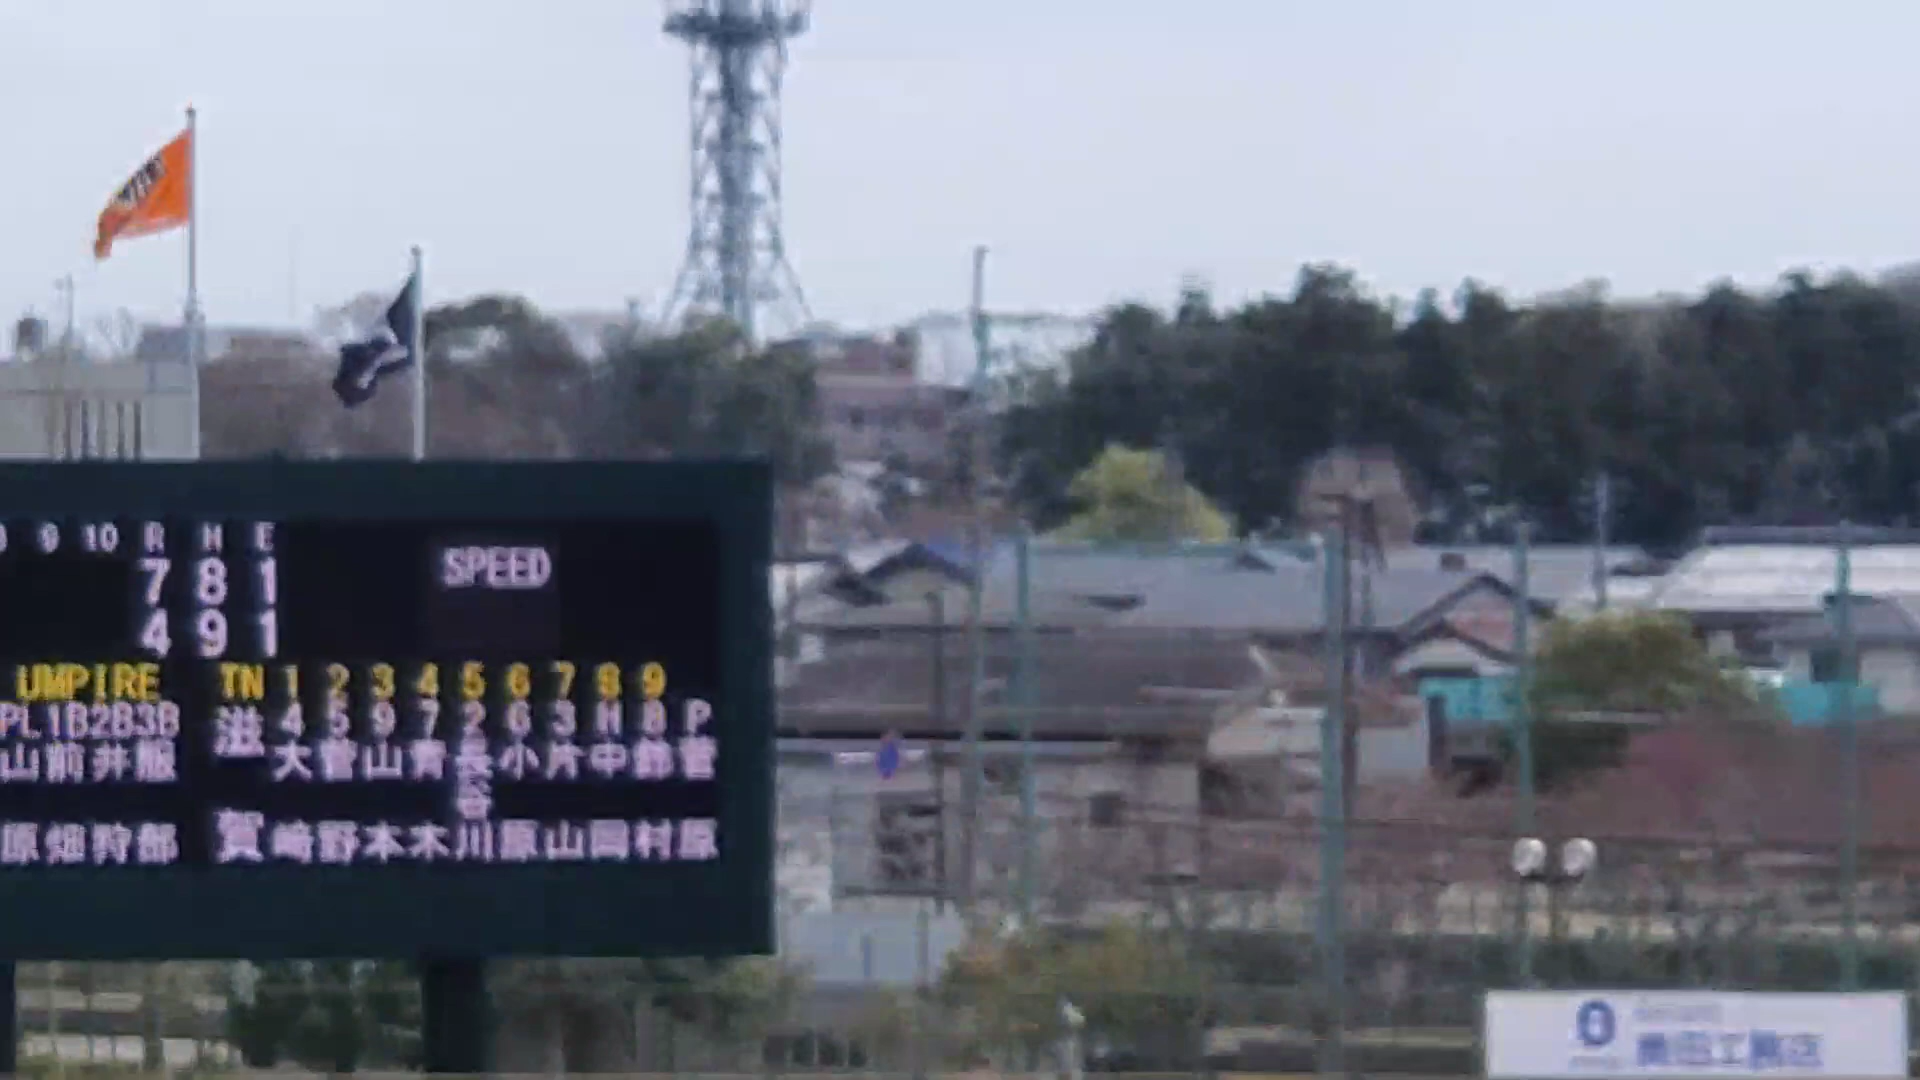 9 10 R H E
7 8 1
4 9 1
SPEED
UMPIRE TN 1 2 3 4 5 6 7 8 9
PL 1B 2B 3B 4 5 9 7 2 6 3 H 8 P
山原 前畑 井狩 服部
滋賀
大崎 菅野 山本 青木 長谷川 小原 片山 中岡 鈴村 菅原